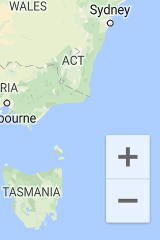 WALES
Sydney
ACT
RIA
bourne
TASMANIA
+
−